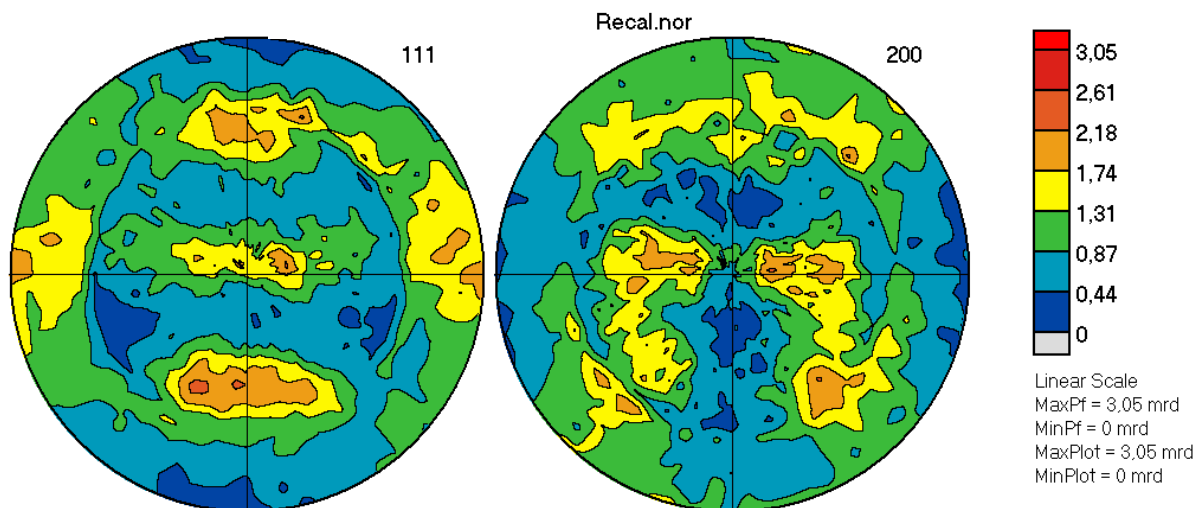 Recal.nor
111
200
3,05
2,61
2,18
1,74
1,31
0,87
0,44
0
Linear Scale
MaxPf = 3,05 mrd
MinPf = 0 mrd
MaxPlot = 3,05 mrd
MinPlot = 0 mrd